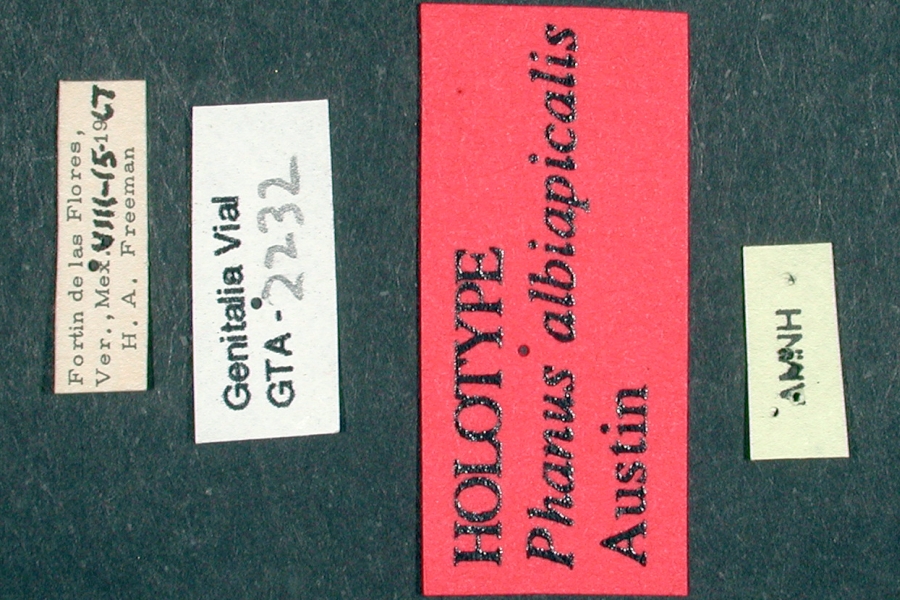 Fortin de las Flores,
Ver., Mex. VIII-15-1967
H. A. Freeman
Genitalia Vial
GTA - 2232
HOLOTYPE
Phanus albiapicalis
Austin
AMNH